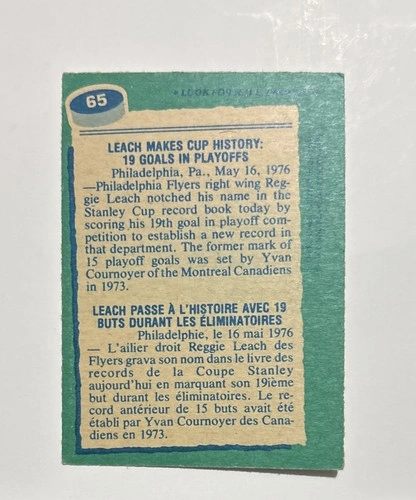 65
LEACH MAKES CUP HISTORY:
19 GOALS IN PLAYOFFS
Philadelphia, Pa., May 16, 1976
—Philadelphia Flyers right wing Reg-
gie Leach notched his name in the
Stanley Cup record book today by
scoring his 19th goal in playoff com-
petition to establish a new record in
that department. The former mark of
15 playoff goals was set by Yvan
Cournoyer of the Montreal Canadiens
in 1973.
LEACH PASSE À L'HISTOIRE AVEC 19
BUTS DURANT LES ÉLIMINATOIRES
Philadelphie, le 16 mai 1976
— L'ailier droit Reggie Leach des
Flyers grava son nom dans le livre des
records de la Coupe Stanley
aujourd'hui en marquant son 19ième
but durant les éliminatoires. Le re-
cord antérieur de 15 buts avait été
établi par Yvan Cournoyer des Cana-
diens en 1973.